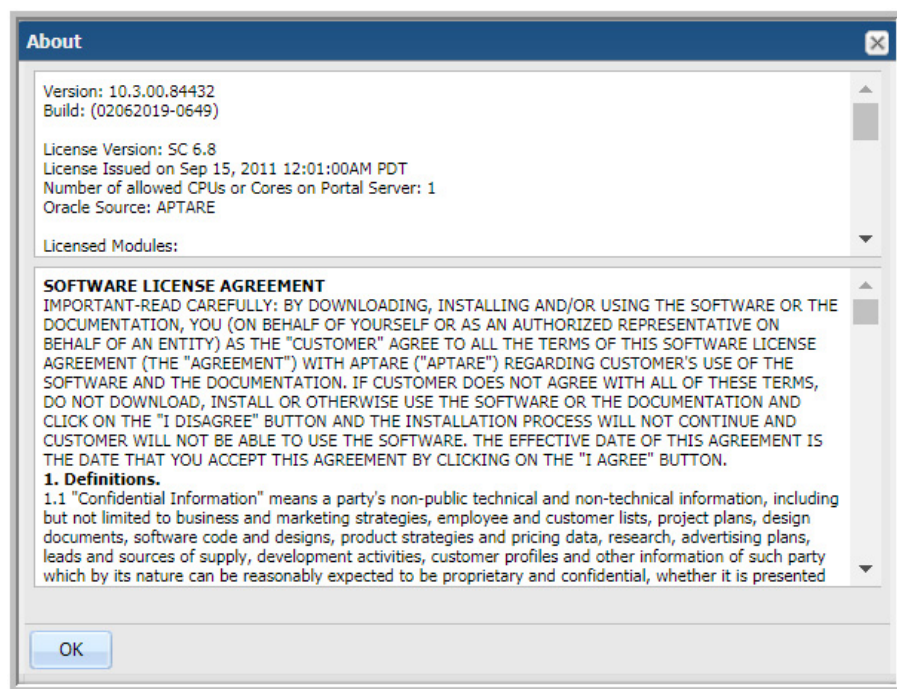 About
Version: 10.3.00.84432
Build: (02062019-0649)
License Version: SC 6.8
License Issued on Sep 15, 2011 12:01:00AM PDT
Number of allowed CPUs or Cores on Portal Server: 1
Oracle Source: APTARE
Licensed Modules:
SOFTWARE LICENSE AGREEMENT
IMPORTANT-READ CAREFULLY: BY DOWNLOADING, INSTALLING AND/OR USING THE SOFTWARE OR THE
DOCUMENTATION, YOU (ON BEHALF OF YOURSELF OR AS AN AUTHORIZED REPRESENTATIVE ON
BEHALF OF AN ENTITY) AS THE "CUSTOMER" AGREE TO ALL THE TERMS OF THIS SOFTWARE LICENSE
AGREEMENT (THE "AGREEMENT") WITH APTARE ("APTARE") REGARDING CUSTOMER'S USE OF THE
SOFTWARE AND THE DOCUMENTATION. IF CUSTOMER DOES NOT AGREE WITH ALL OF THESE TERMS,
DO NOT DOWNLOAD, INSTALL OR OTHERWISE USE THE SOFTWARE OR THE DOCUMENTATION AND
CLICK ON THE "I DISAGREE" BUTTON AND THE INSTALLATION PROCESS WILL NOT CONTINUE AND
CUSTOMER WILL NOT BE ABLE TO USE THE SOFTWARE. THE EFFECTIVE DATE OF THIS AGREEMENT IS
THE DATE THAT YOU ACCEPT THIS AGREEMENT BY CLICKING ON THE "I AGREE" BUTTON.
1. Definitions.
1.1 "Confidential Information" means a party's non-public technical and non-technical information, including
but not limited to business and marketing strategies, employee and customer lists, project plans, design
documents, software code and designs, product strategies and pricing data, research, advertising plans,
leads and sources of supply, development activities, customer profiles and other information of such party
which by its nature can be reasonably expected to be proprietary and confidential, whether it is presented
OK